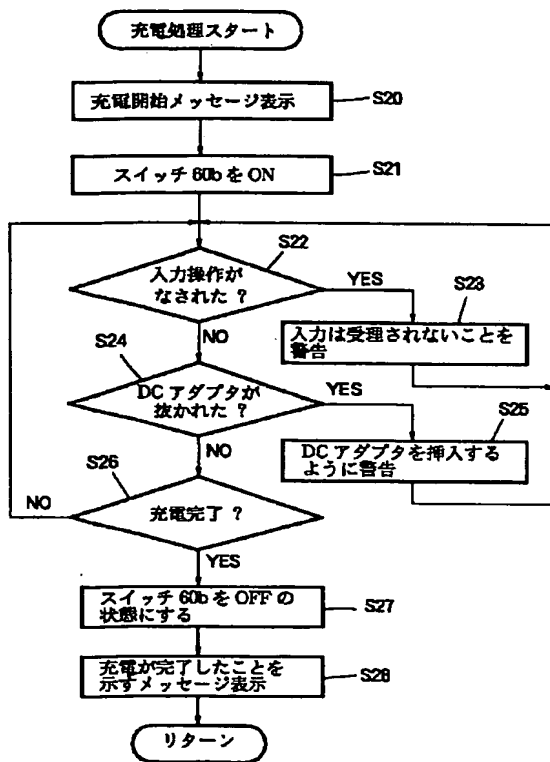 充電処理スタート
充電開始メッセージ表示
S20
スイッチ 60b を ON
S21
S22
入力操作が
なされた ?
YES
S23
入力は受理されないことを
警告
NO
S24
DC アダプタが
抜かれた ?
YES
S25
DC アダプタを挿入する
ように警告
NO
S26
NO
充電完了 ?
YES
スイッチ 60b を OFF の
状態にする
S27
充電が完了したことを
示すメッセージ表示
S28
リターン